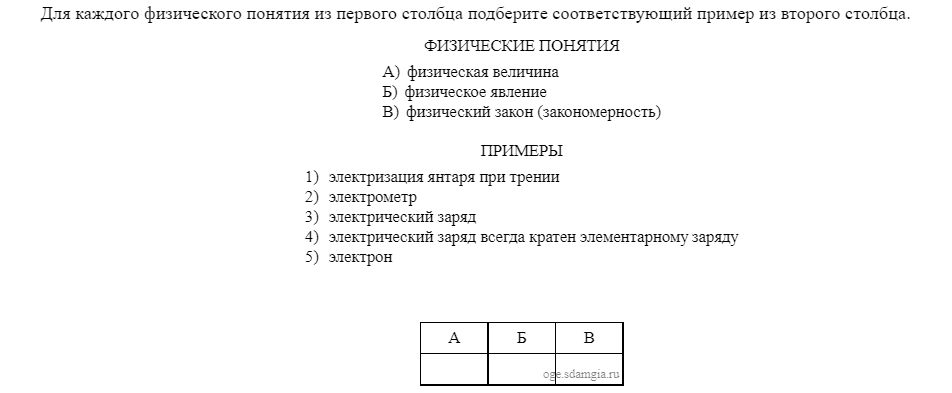 Для каждого физического понятия из первого столбца подберите соответствующий пример из второго столбца.
ФИЗИЧЕСКИЕ ПОНЯТИЯ
А) физическая величина
Б) физическое явление
В) физический закон (закономерность)
ПРИМЕРЫ
1) электризация янтаря при трении
2) электрометр
3) электрический заряд
4) электрический заряд всегда кратен элементарному заряду
5) электрон
А Б В
oge.sdamgia.ru